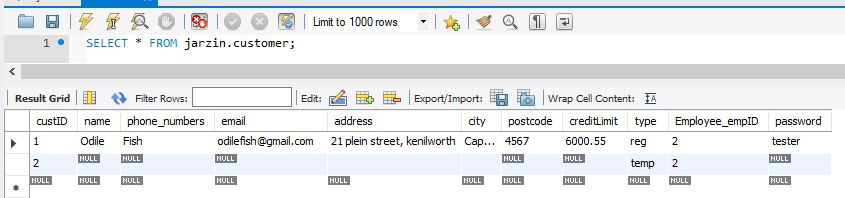 Limit to 1000 rows
1 SELECT * FROM jarzin.customer;
Result Grid Filter Rows: Edit: Export/Import: Wrap Cell Content: IA
custID name phone_numbers email address city postcode creditLimit type Employee_empID password
1 Odile Fish odilefish@gmail.com 21 plein street, kenilworth Cap... 4567 6000.55 reg 2 tester
2 NULL NULL NULL NULL NULL temp 2 NULL
NULL NULL NULL NULL NULL NULL NULL NULL NULL NULL NULL